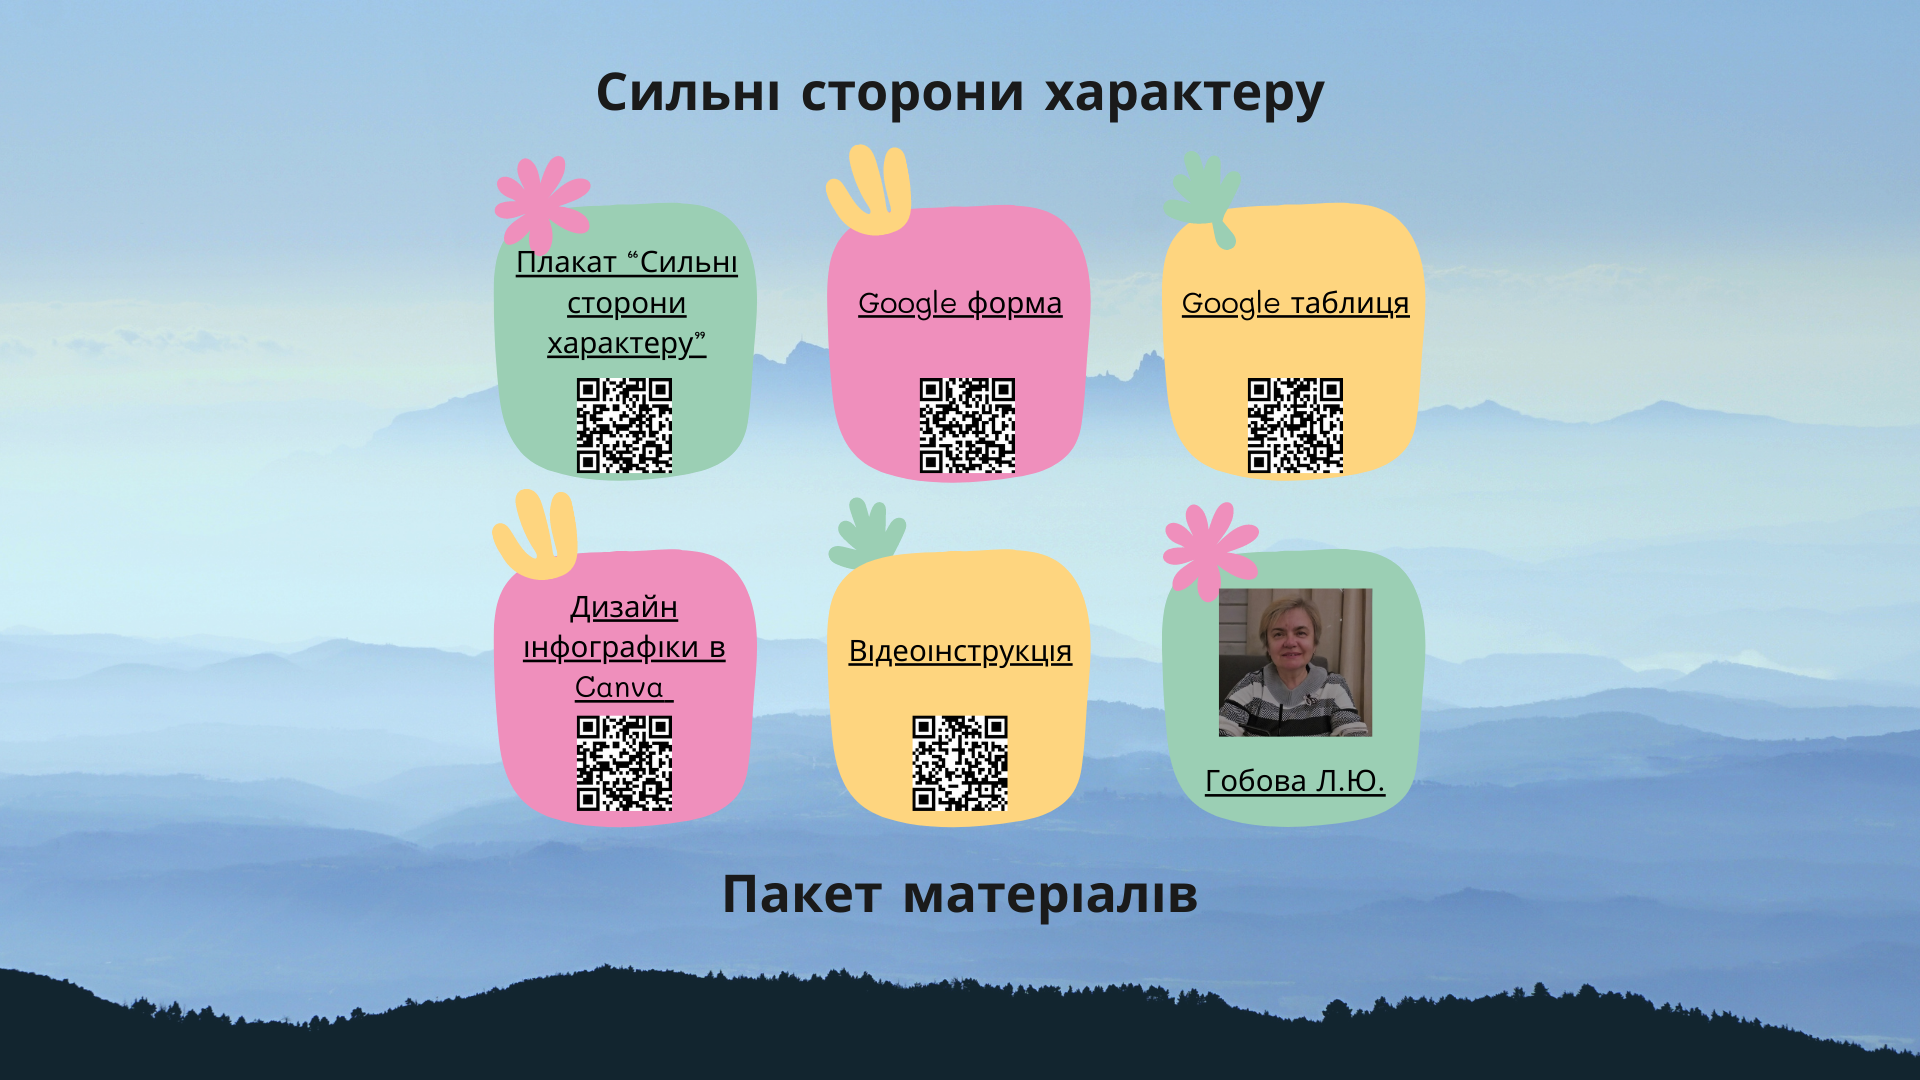 Сильні сторони характеру
Плакат “Сильні
сторони
характеру”
Google форма
Google таблиця
Дизайн
інфографіки в
Canva
Відеоінструкція
Гобова Л.Ю.
Пакет матеріалів